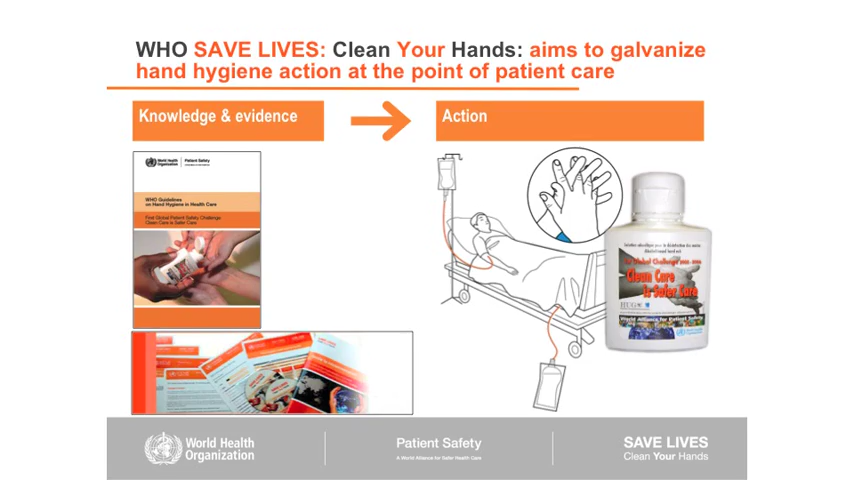 WHO SAVE LIVES: Clean Your Hands: aims to galvanize
hand hygiene action at the point of patient care
Knowledge & evidence
Action
World Health
Organization
Patient Safety
WHO Guidelines
on Hand Hygiene in Health Care
First Global Patient Safety Challenge
Clean Care is Safer Care
Clean Care
is Safer Care
HUG
World Alliance for Patient Safety
World Health
Organization
Patient Safety
A World Alliance for Safer Health Care
SAVE LIVES
Clean Your Hands